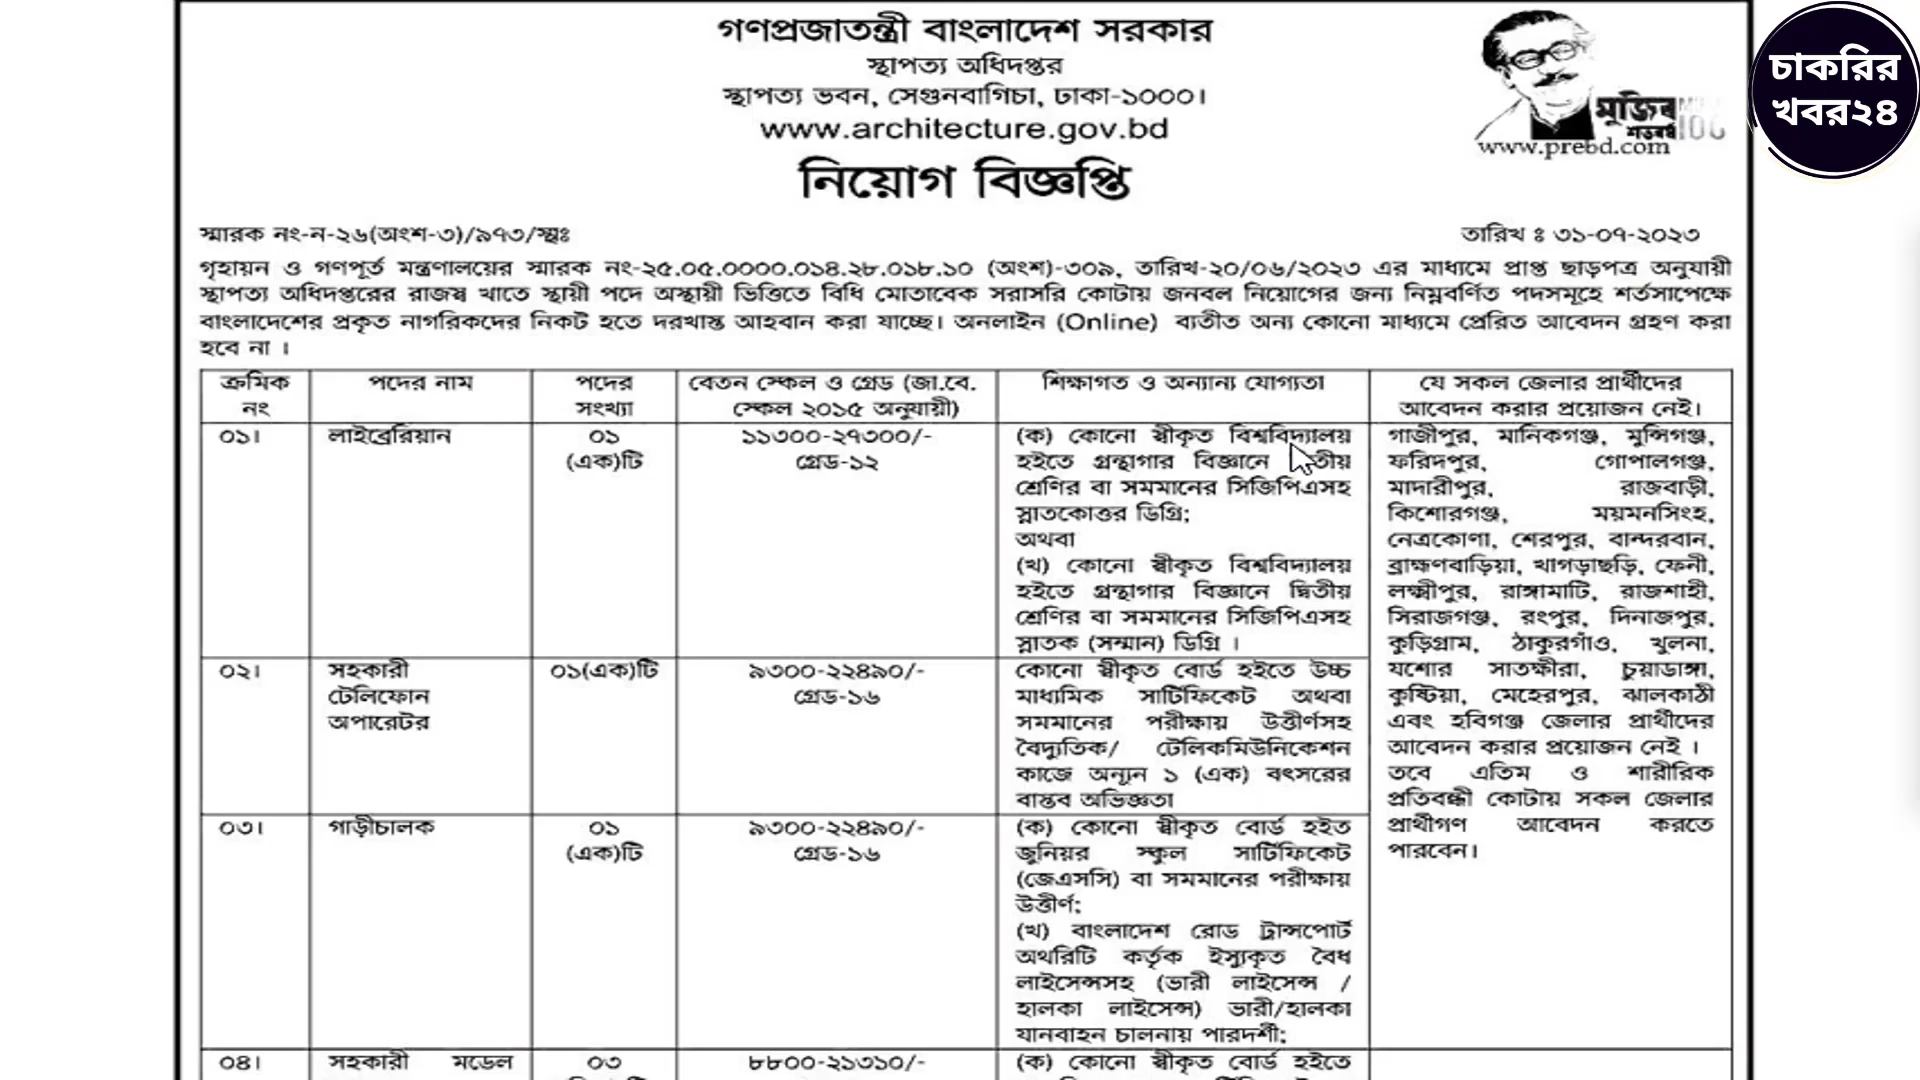 গণপ্রজাতন্ত্রী বাংলাদেশ সরকার
স্থাপত্য অধিদপ্তর
স্থাপত্য ভবন, সেগুনবাগিচা, ঢাকা-১০০০।
www.architecture.gov.bd
নিয়োগ বিজ্ঞপ্তি
মুজিব
শতবর্ষ 100
www.prebd.com
চাকরির
খবর২৪
স্মারক নং-ন-২৬(অংশ-৩)/৯৭৩/স্থঃ
তারিখ ঃ ৩১-০৭-২০২৩
গৃহায়ন ও গণপূর্ত মন্ত্রণালয়ের স্মারক নং-২৫.০৫.০০০০.০১৪.২৮.০১৮.১০ (অংশ)-৩০৯, তারিখ-২০/০৬/২০২৩ এর মাধ্যমে প্রাপ্ত ছাড়পত্র অনুযায়ী
স্থাপত্য অধিদপ্তরের রাজস্ব খাতে স্থায়ী পদে অস্থায়ী ভিত্তিতে বিধি মোতাবেক সরাসরি কোটায় জনবল নিয়োগের জন্য নিম্নবর্ণিত পদসমূহে শর্তসাপেক্ষে
বাংলাদেশের প্রকৃত নাগরিকদের নিকট হতে দরখাস্ত আহবান করা যাচ্ছে। অনলাইন (Online) ব্যতীত অন্য কোনো মাধ্যমে প্রেরিত আবেদন গ্রহণ করা
হবে না ।
ক্রমিক
নং
পদের নাম
পদের
সংখ্যা
বেতন স্কেল ও গ্রেড (জা.বে.
স্কেল ২০১৫ অনুযায়ী)
শিক্ষাগত ও অন্যান্য যোগ্যতা
যে সকল জেলার প্রার্থীদের
আবেদন করার প্রয়োজন নেই।
০১।
লাইব্রেরিয়ান
০১
(এক)টি
১১৩০০-২৭৩০০/-
গ্রেড-১২
(ক) কোনো স্বীকৃত বিশ্ববিদ্যালয়
হইতে গ্রন্থাগার বিজ্ঞানে
শ্রেণির বা সমমানের সিজিপিএসহ
স্নাতকোত্তর ডিগ্রি;
অথবা
(খ) কোনো স্বীকৃত বিশ্ববিদ্যালয়
হইতে গ্রন্থাগার বিজ্ঞানে দ্বিতীয়
শ্রেণির বা সমমানের সিজিপিএসহ
স্নাতক (সম্মান) ডিগ্রি ।
গাজীপুর, মানিকগঞ্জ, মুন্সিগঞ্জ,
ফরিদপুর, গোপালগঞ্জ,
মাদারীপুর, রাজবাড়ী,
কিশোরগঞ্জ, ময়মনসিংহ,
নেত্রকোণা, শেরপুর, বান্দরবান,
ব্রাহ্মণবাড়িয়া, খাগড়াছড়ি, ফেনী,
লক্ষ্মীপুর, রাঙ্গামাটি, রাজশাহী,
সিরাজগঞ্জ, রংপুর, দিনাজপুর,
কুড়িগ্রাম, ঠাকুরগাঁও, খুলনা,
যশোর সাতক্ষীরা, চুয়াডাঙ্গা,
কুষ্টিয়া, মেহেরপুর, ঝালকাঠী
এবং হবিগঞ্জ জেলার প্রার্থীদের
আবেদন করার প্রয়োজন নেই ।
তবে এতিম ও শারীরিক
প্রতিবন্ধী কোটায় সকল জেলার
প্রার্থীগণ আবেদন করতে
পারবেন।
০২।
সহকারী
টেলিফোন
অপারেটর
০১(এক)টি
৯৩০০-২২৪৯০/-
গ্রেড-১৬
কোনো স্বীকৃত বোর্ড হইতে উচ্চ
মাধ্যমিক সার্টিফিকেট অথবা
সমমানের পরীক্ষায় উত্তীর্ণসহ
বৈদ্যুতিক/ টেলিকমিউনিকেশন
কাজে অন্যূন ১ (এক) বৎসরের
বাস্তব অভিজ্ঞতা
০৩।
গাড়ীচালক
০১
(এক)টি
৯৩০০-২২৪৯০/-
গ্রেড-১৬
(ক) কোনো স্বীকৃত বোর্ড হইত
জুনিয়র স্কুল সার্টিফিকেট
(জেএসসি) বা সমমানের পরীক্ষায়
উত্তীর্ণ;
(খ) বাংলাদেশ রোড ট্রান্সপোর্ট
অথরিটি কর্তৃক ইস্যুকৃত বৈধ
লাইসেন্সসহ (ভারী লাইসেন্স /
হালকা লাইসেন্স) ভারী/হালকা
যানবাহন চালনায় পারদর্শী;
০৪।
সহকারী মডেল
০৩
৮৮০০-২১৩১০/-
(ক) কোনো স্বীকৃত বোর্ড হইতে